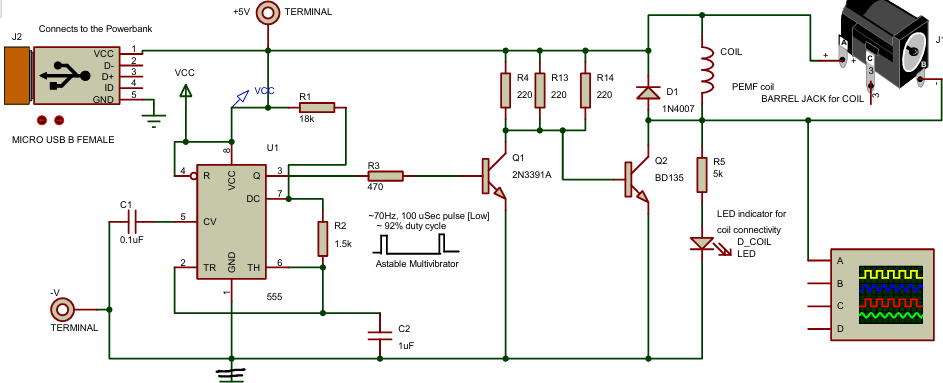 +5V
TERMINAL
J2
Connects to the Powerbank
VCC 1
D- 2
D+ 3
ID 4
GND 5
MICRO USB B FEMALE
VCC
VCC
R1
18k
U1
8
VCC
4 R
Q 3
DC 7
5 CV
2 TR
GND
TH 6
1
555
C1
0.1uF
R2
1.5k
R3
470
~70Hz, 100 uSec pulse [Low]
~ 92% duty cycle
Astable Multivibrator
C2
1uF
-V
TERMINAL
R4
220
R13
220
R14
220
Q1
2N3391A
D1
1N4007
Q2
BD135
COIL
PEMF coil
BARREL JACK for COIL
R5
5k
LED indicator for
coil connectivity
D_COIL
LED
A
B
C
D
+
A
+
C
3
3
B
-